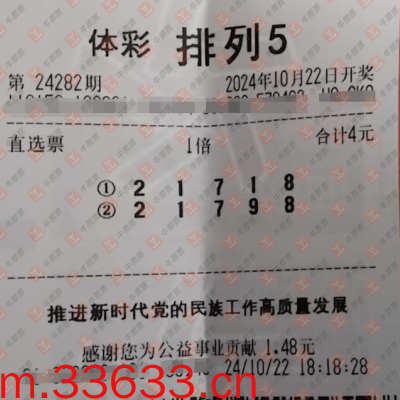 体彩 排列5
第 24282期 2024年10月22日开奖
直选票 1倍 合计4元
① 2 1 7 1 8
② 2 1 7 9 8
推进新时代党的民族工作高质量发展
感谢您为公益事业贡献 1.48元
24/10/22 18:18:28
m.33633.cn